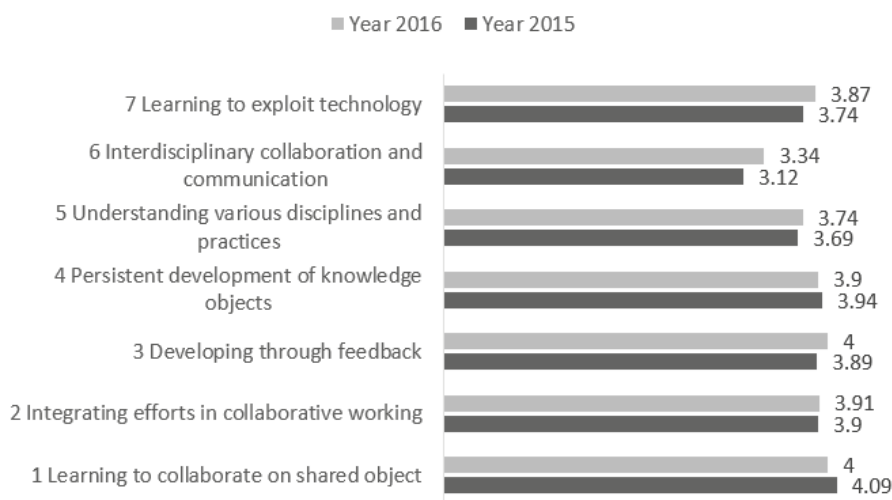 Year 2016 Year 2015
7 Learning to exploit technology
3.87
3.74
6 Interdisciplinary collaboration and
communication
3.34
3.12
5 Understanding various disciplines and
practices
3.74
3.69
4 Persistent development of knowledge
objects
3.9
3.94
3 Developing through feedback
4
3.89
2 Integrating efforts in collaborative working
3.91
3.9
1 Learning to collaborate on shared object
4
4.09